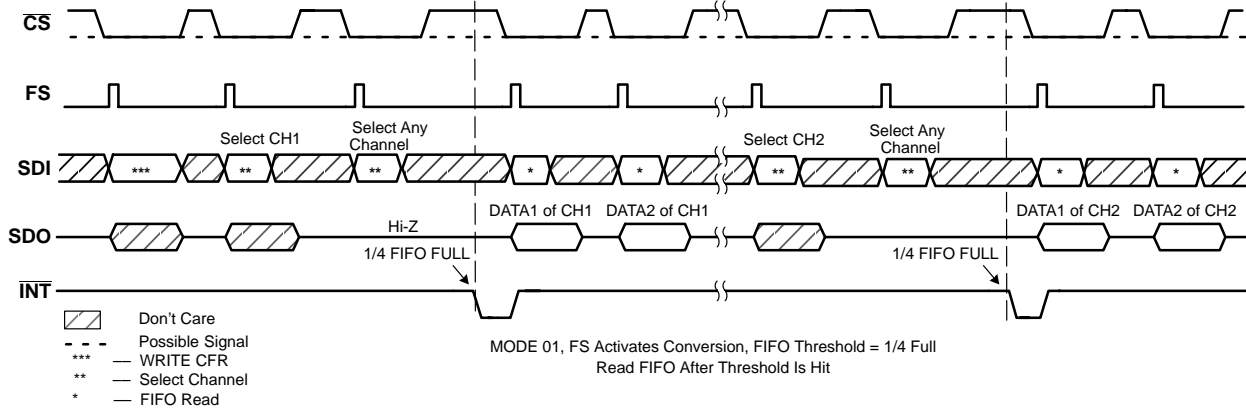 CS
FS
Select CH1
Select Any
Channel
Select CH2
Select Any
Channel
SDI
***
**
**
*
*
**
**
*
*
DATA1 of CH1
DATA2 of CH1
DATA1 of CH2
DATA2 of CH2
Hi-Z
SDO
1/4 FIFO FULL
1/4 FIFO FULL
INT
Don't Care
Possible Signal
*** — WRITE CFR
** — Select Channel
* — FIFO Read
MODE 01, FS Activates Conversion, FIFO Threshold = 1/4 Full
Read FIFO After Threshold Is Hit